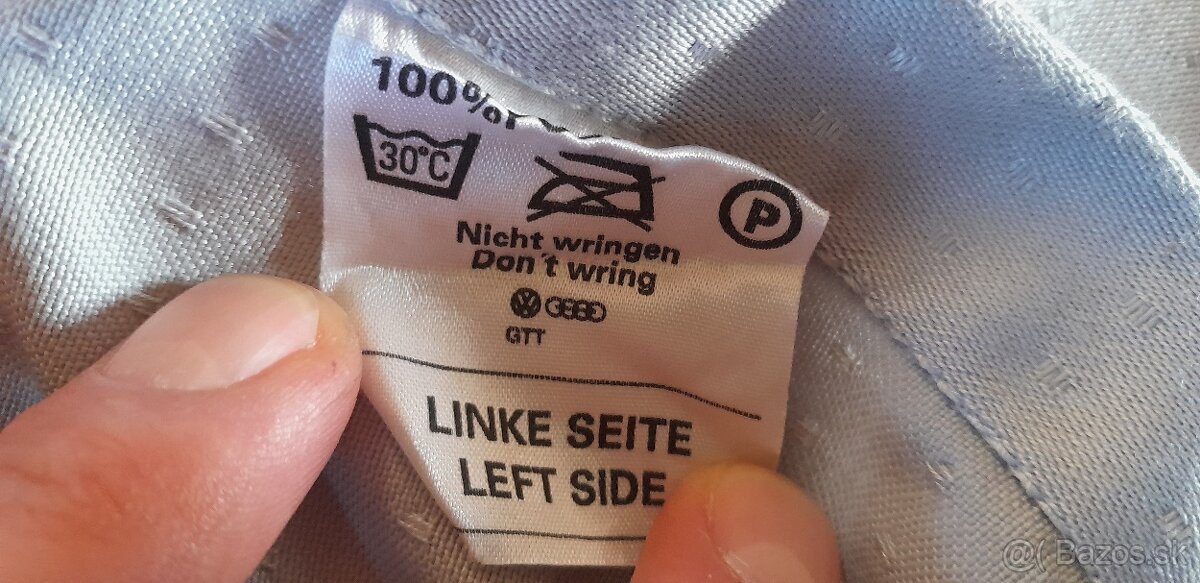 100%
30°C
P
Nicht wringen
Don't wring
GTT
LINKE SEITE
LEFT SIDE
@( Bazos.sk